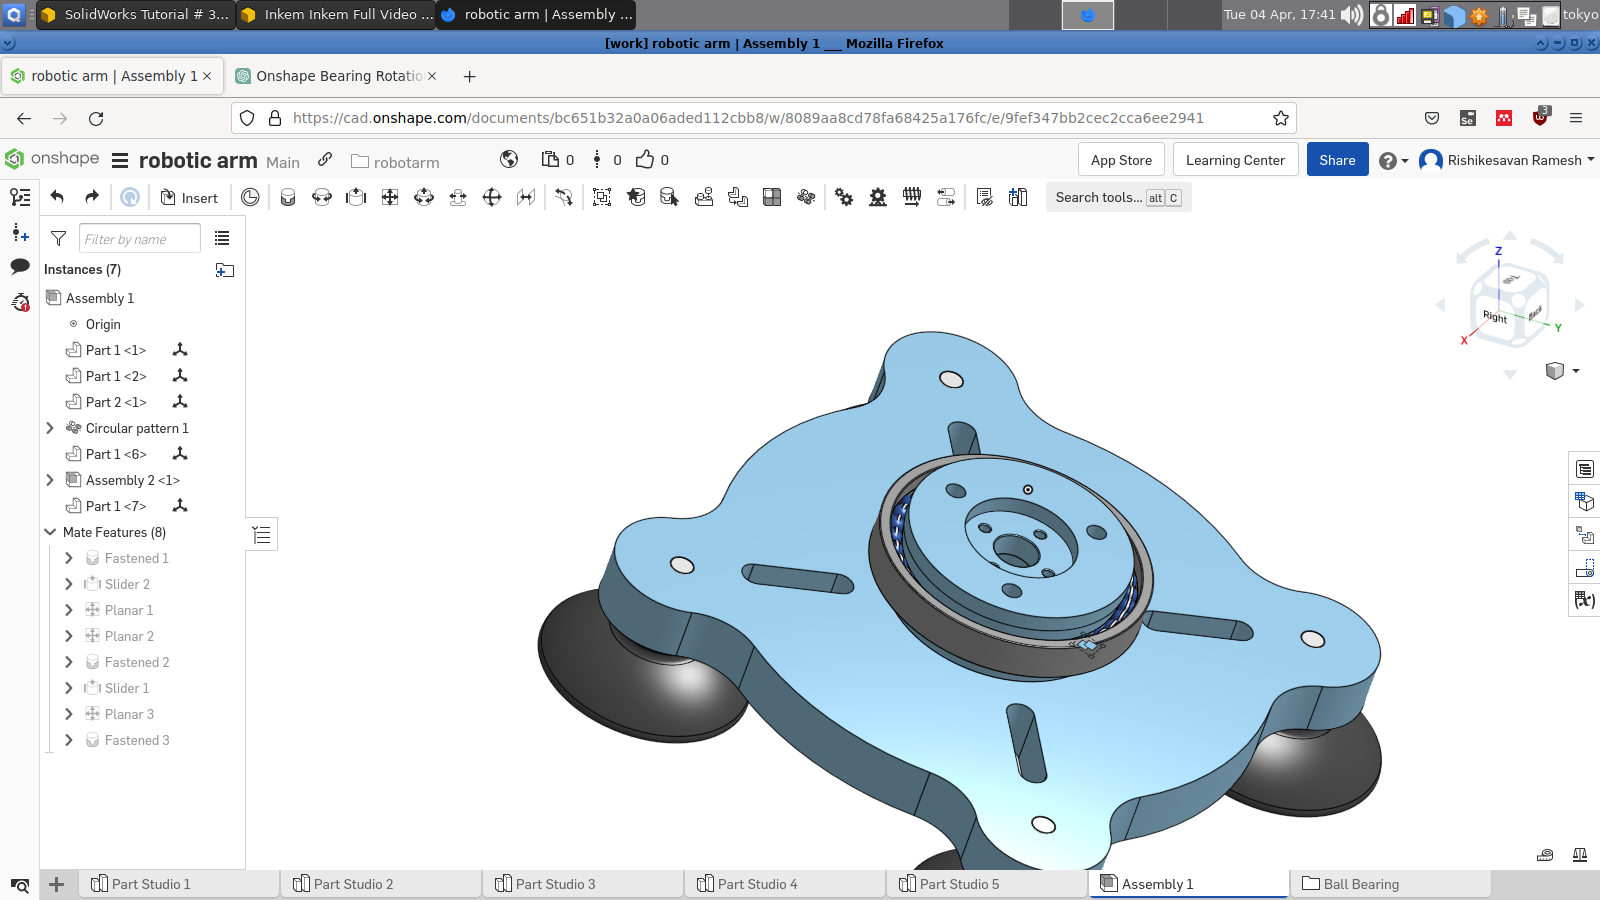 SolidWorks Tutorial # 3...
Inkem Inkem Full Video ...
robotic arm | Assembly ...
Tue 04 Apr, 17:41
tokyo
[work] robotic arm | Assembly 1 ___ Mozilla Firefox
robotic arm | Assembly 1
Onshape Bearing Rotatio
https://cad.onshape.com/documents/bc651b32a0a06aded112cbb8/w/8089aa8cd78fa68425a176fc/e/9fef347bb2cec2cca6ee2941
Se
3
onshape
robotic arm Main
robotarm
0
0
0
App Store
Learning Center
Share
Rishikesavan Ramesh
Insert
Search tools... alt C
Filter by name
Instances (7)
Assembly 1
Origin
Part 1 <1>
Part 1 <2>
Part 2 <1>
Circular pattern 1
Part 1 <6>
Assembly 2 <1>
Part 1 <7>
Mate Features (8)
Fastened 1
Slider 2
Planar 1
Planar 2
Fastened 2
Slider 1
Planar 3
Fastened 3
Z
Top
Right
Back
X
Y
Part Studio 1
Part Studio 2
Part Studio 3
Part Studio 4
Part Studio 5
Assembly 1
Ball Bearing